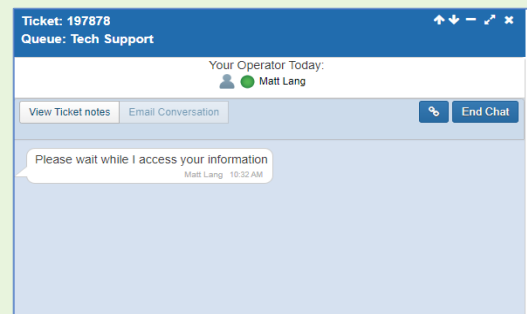 Ticket: 197878
Queue: Tech Support
Your Operator Today:
Matt Lang
View Ticket notes Email Conversation End Chat
Please wait while I access your information
Matt Lang 10:32 AM